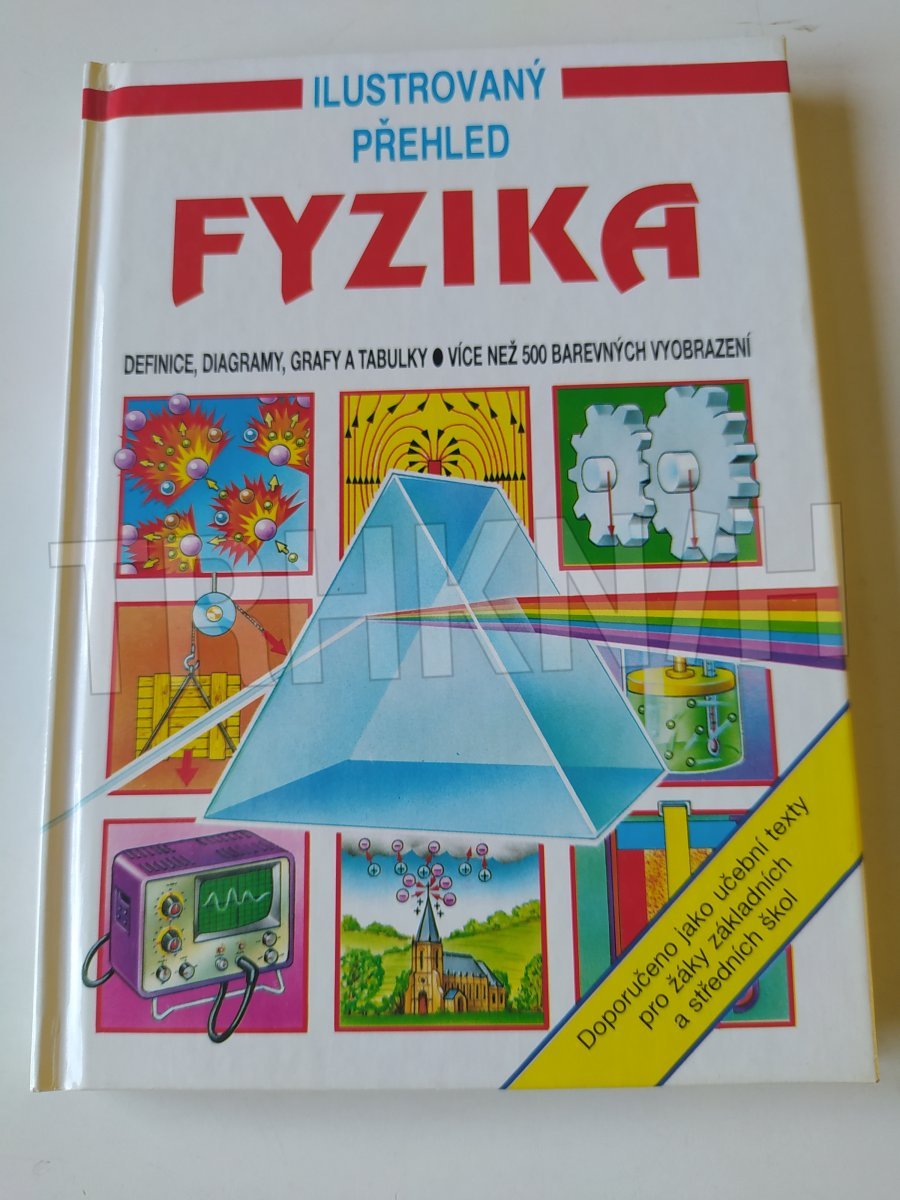 ILUSTROVANÝ
PŘEHLED
FYZIKA
DEFINICE, DIAGRAMY, GRAFY A TABULKY ● VÍCE NEŽ 500 BAREVNÝCH VYOBRAZENÍ
TRHKNIH
Doporučeno jako učební texty
pro žáky základních
a středních škol